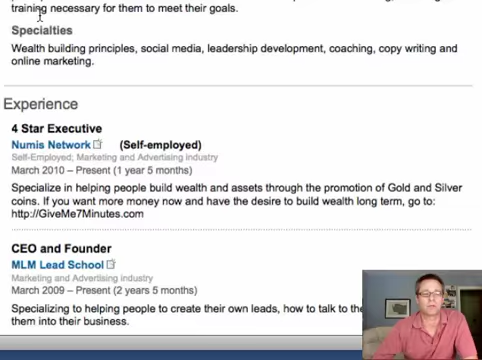 training necessary for them to meet their goals.
Specialties
Wealth building principles, social media, leadership development, coaching, copy writing and
online marketing.
Experience
4 Star Executive
Numis Network (Self-employed)
Self-Employed; Marketing and Advertising industry
March 2010 – Present (1 year 5 months)
Specialize in helping people build wealth and assets through the promotion of Gold and Silver
coins. If you want more money now and have the desire to build wealth long term, go to:
http://GiveMe7Minutes.com
CEO and Founder
MLM Lead School
Marketing and Advertising industry
March 2009 – Present (2 years 5 months)
Specializing to helping people to create their own leads, how to talk to the
them into their business.